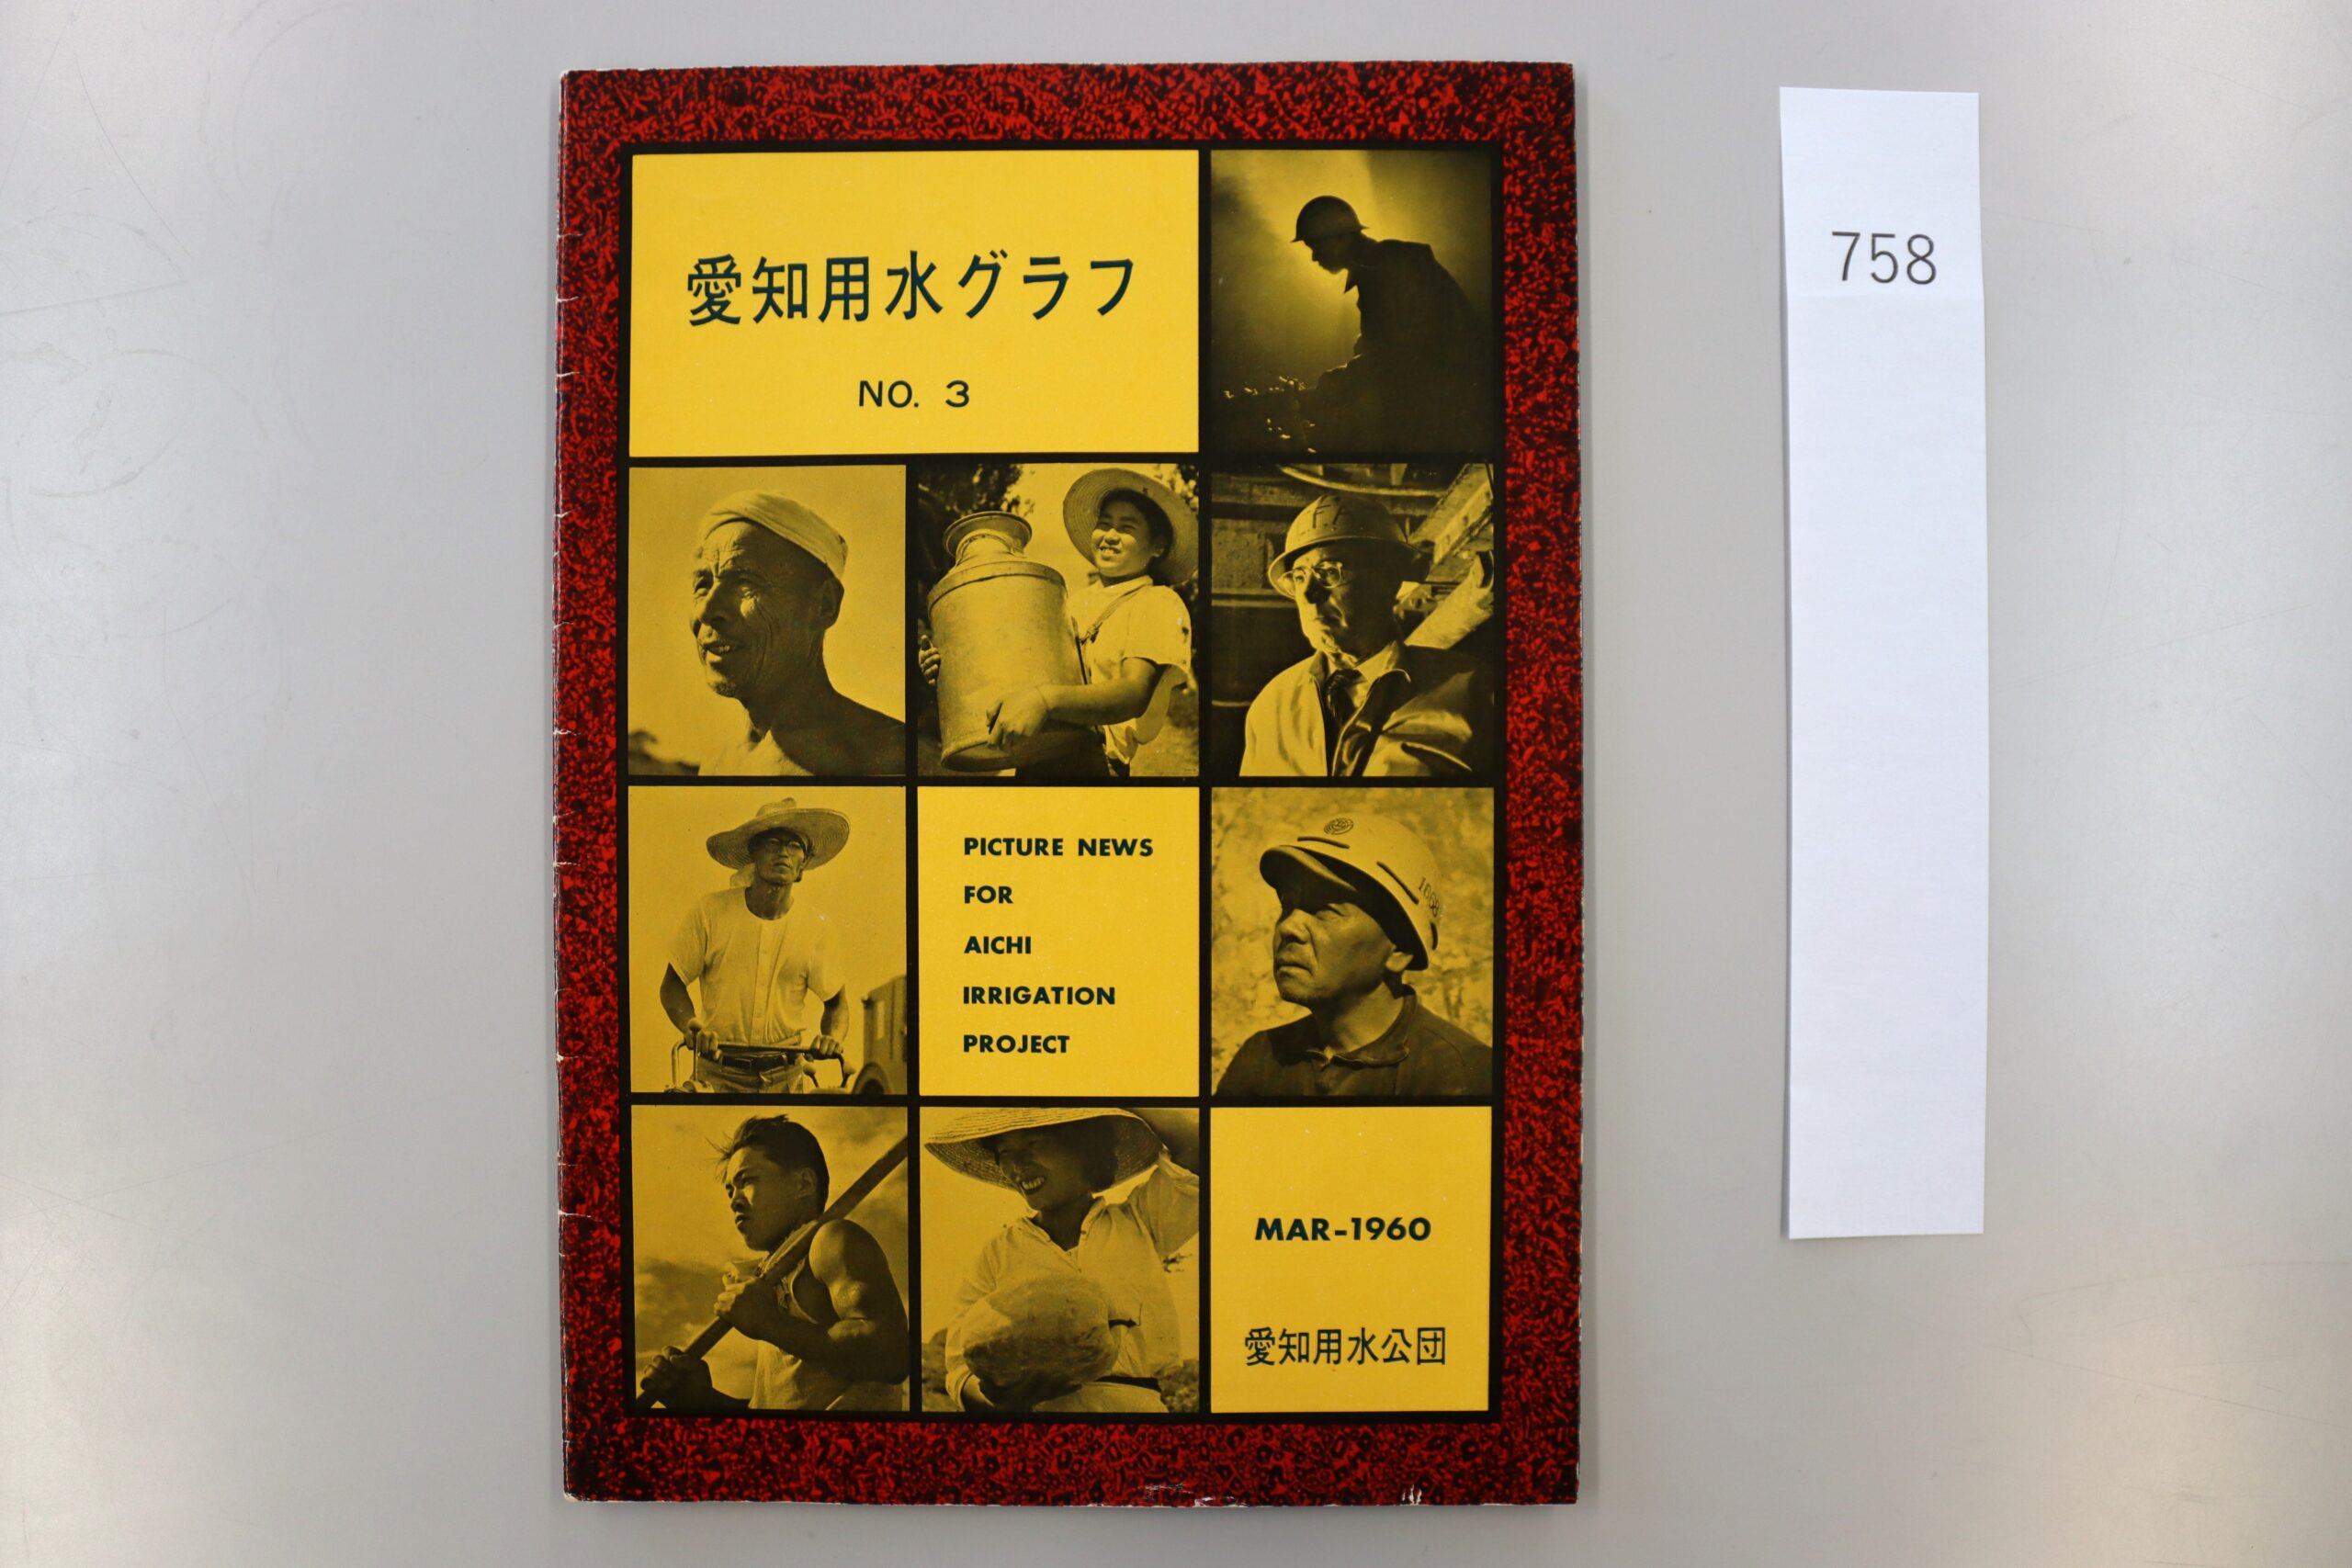 愛知用水グラフ
NO. 3
PICTURE NEWS
FOR
AICHI
IRRIGATION
PROJECT
MAR-1960
愛知用水公団
758